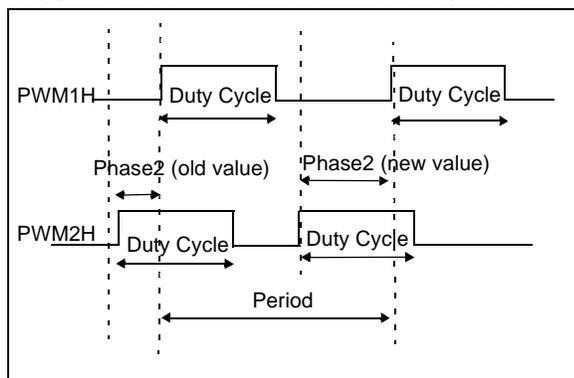 PWM1H
Duty Cycle
Duty Cycle
Phase2 (old value)
Phase2 (new value)
PWM2H
Duty Cycle
Duty Cycle
Period